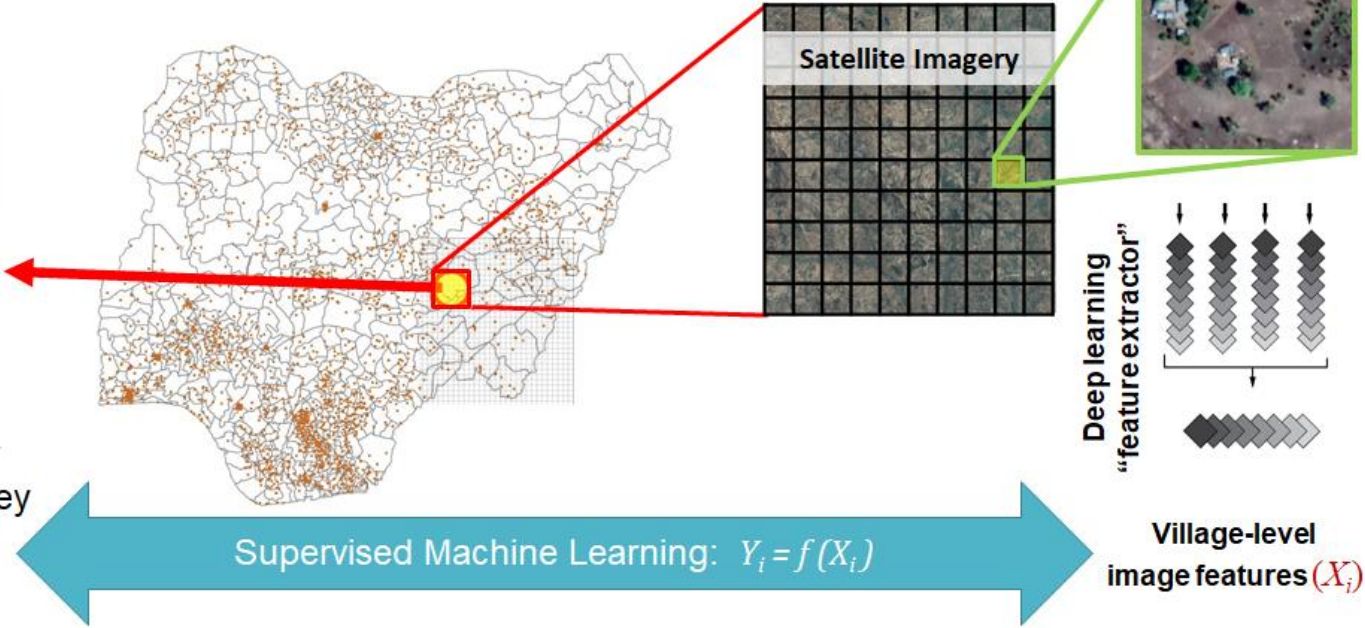 Satellite Imagery
Deep learning
“feature extractor”
ey
Supervised Machine Learning: Yᵢ = f (Xᵢ)
Village-level
image features (Xᵢ)